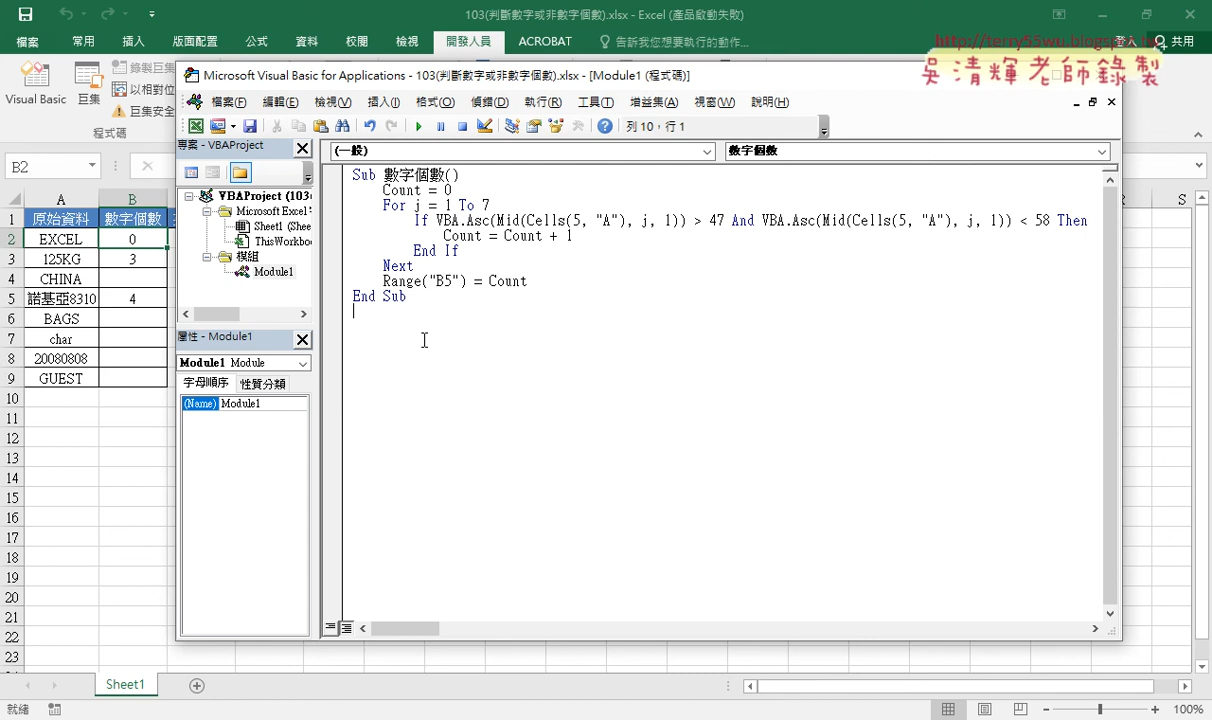 103(判斷數字或非數字個數).xlsx - Excel (產品啟動失敗)
檔案 常用 插入 版面配置 公式 資料 校閱 檢視 開發人員 ACROBAT 告訴我您想要執行的動作... 登入 共用
http://terry55wu.blogspot.tw
吳清輝老師錄製
Visual Basic 巨集 錄製巨集
以相對位
巨集安全
程式碼
B2
Microsoft Visual Basic for Applications - 103(判斷數字或非數字個數).xlsx - [Module1 (程式碼)]
檔案(F) 編輯(E) 檢視(V) 插入(I) 格式(O) 偵錯(D) 執行(R) 工具(T) 增益集(A) 視窗(W) 說明(H)
列 10，行 1
專案 - VBAProject
VBAProject (103
Microsoft Excel
Sheet1 (Shee
ThisWorkbo
模組
Module1
屬性 - Module1
Module1 Module
字母順序 性質分類
(Name) Module1
(一般) 數字個數
Sub 數字個數()
Count = 0
For j = 1 To 7
If VBA.Asc(Mid(Cells(5, "A"), j, 1)) > 47 And VBA.Asc(Mid(Cells(5, "A"), j, 1)) < 58 Then
Count = Count + 1
End If
Next
Range("B5") = Count
End Sub
A B S
1 原始資料 數字個數
2 EXCEL 0
3 125KG 3
4 CHINA
5 諾基亞8310 4
6 BAGS
7 char
8 20080808
9 GUEST
10
11
12
13
14
15
16
17
18
19
20
21
22
23
Sheet1
就緒 100%